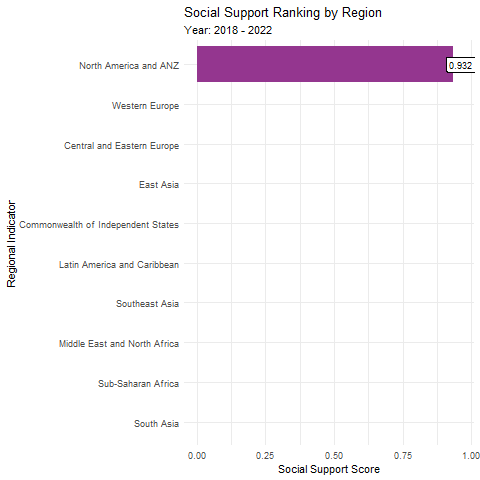 Social Support Ranking by Region
Year: 2018 - 2022
North America and ANZ
0.932
Western Europe
Central and Eastern Europe
East Asia
Commonwealth of Independent States
Latin America and Caribbean
Southeast Asia
Middle East and North Africa
Sub-Saharan Africa
South Asia
Regional Indicator
0.00 0.25 0.50 0.75 1.00
Social Support Score